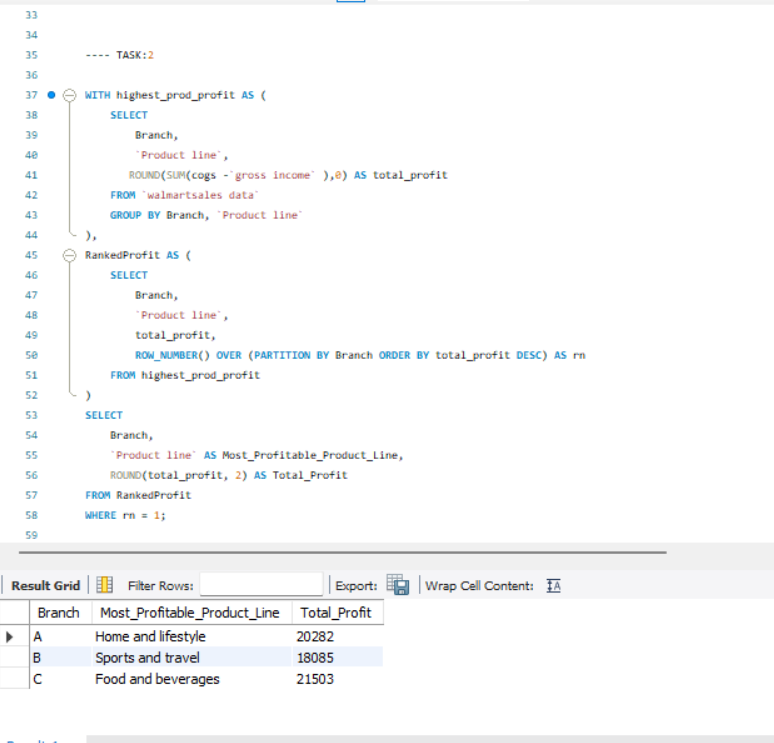 33
34
35 ---- TASK:2
36
37 WITH highest_prod_profit AS (
38 SELECT
39 Branch,
40 `Product line`,
41 ROUND(SUM(cogs -`gross income` ),0) AS total_profit
42 FROM `walmartsales data`
43 GROUP BY Branch, `Product line`
44 ),
45 RankedProfit AS (
46 SELECT
47 Branch,
48 `Product line`,
49 total_profit,
50 ROW_NUMBER() OVER (PARTITION BY Branch ORDER BY total_profit DESC) AS rn
51 FROM highest_prod_profit
52 )
53 SELECT
54 Branch,
55 `Product line` AS Most_Profitable_Product_Line,
56 ROUND(total_profit, 2) AS Total_Profit
57 FROM RankedProfit
58 WHERE rn = 1;
59
Result Grid Filter Rows: Export: Wrap Cell Content: IA
Branch Most_Profitable_Product_Line Total_Profit
A Home and lifestyle 20282
B Sports and travel 18085
C Food and beverages 21503